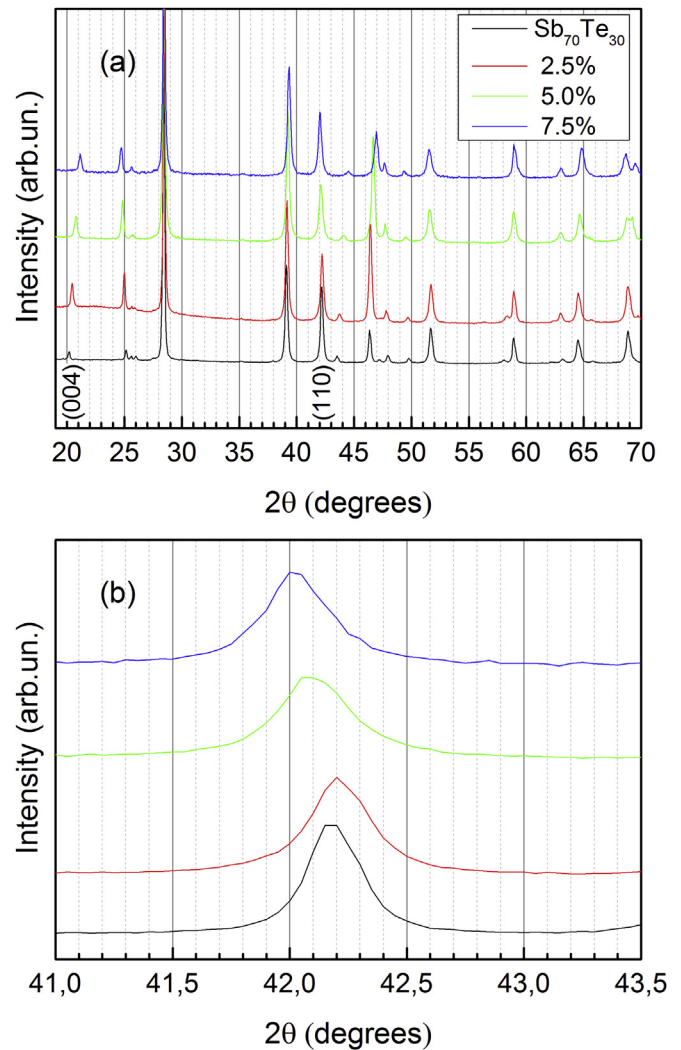 (a)
Sb70Te30
2.5%
5.0%
7.5%
Intensity (arb.un.)
(004)
(110)
20 25 30 35 40 45 50 55 60 65 70
2θ (degrees)
(b)
Intensity (arb.un.)
41,0 41,5 42,0 42,5 43,0 43,5
2θ (degrees)